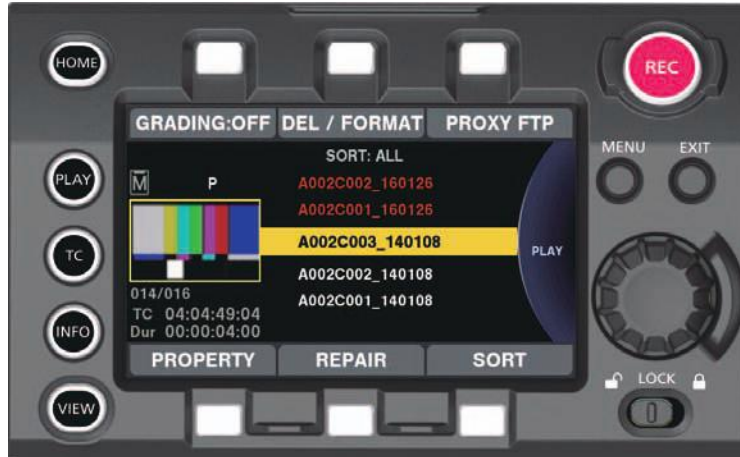 HOME
REC
GRADING:OFF DEL / FORMAT PROXY FTP
MENU EXIT
SORT: ALL
PLAY
M P
A002C002_160126
A002C001_160126
A002C003_140108
PLAY
TC
A002C002_140108
014/016
A002C001_140108
TC 04:04:49:04
INFO
Dur 00:00:04:00
PROPERTY REPAIR SORT
LOCK
VIEW